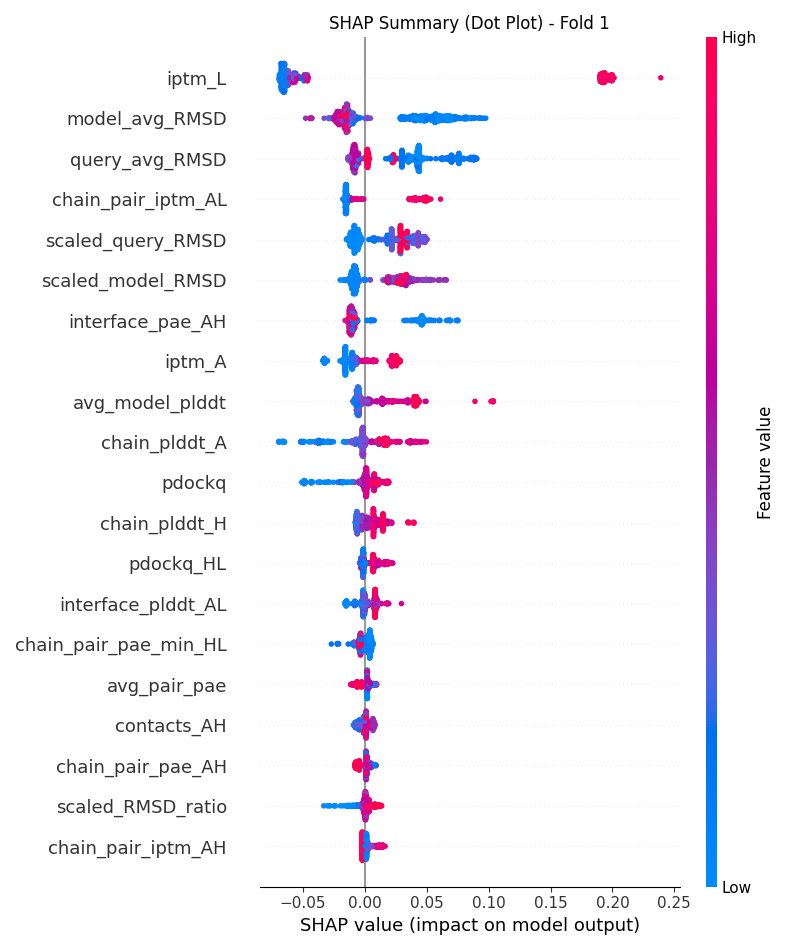 SHAP Summary (Dot Plot) - Fold 1
High
iptm_L
model_avg_RMSD
query_avg_RMSD
chain_pair_iptm_AL
scaled_query_RMSD
scaled_model_RMSD
interface_pae_AH
iptm_A
avg_model_plddt
chain_plddt_A
pdockq
chain_plddt_H
pdockq_HL
interface_plddt_AL
chain_pair_pae_min_HL
avg_pair_pae
contacts_AH
chain_pair_pae_AH
scaled_RMSD_ratio
chain_pair_iptm_AH
Feature value
Low
−0.05 0.00 0.05 0.10 0.15 0.20 0.25
SHAP value (impact on model output)